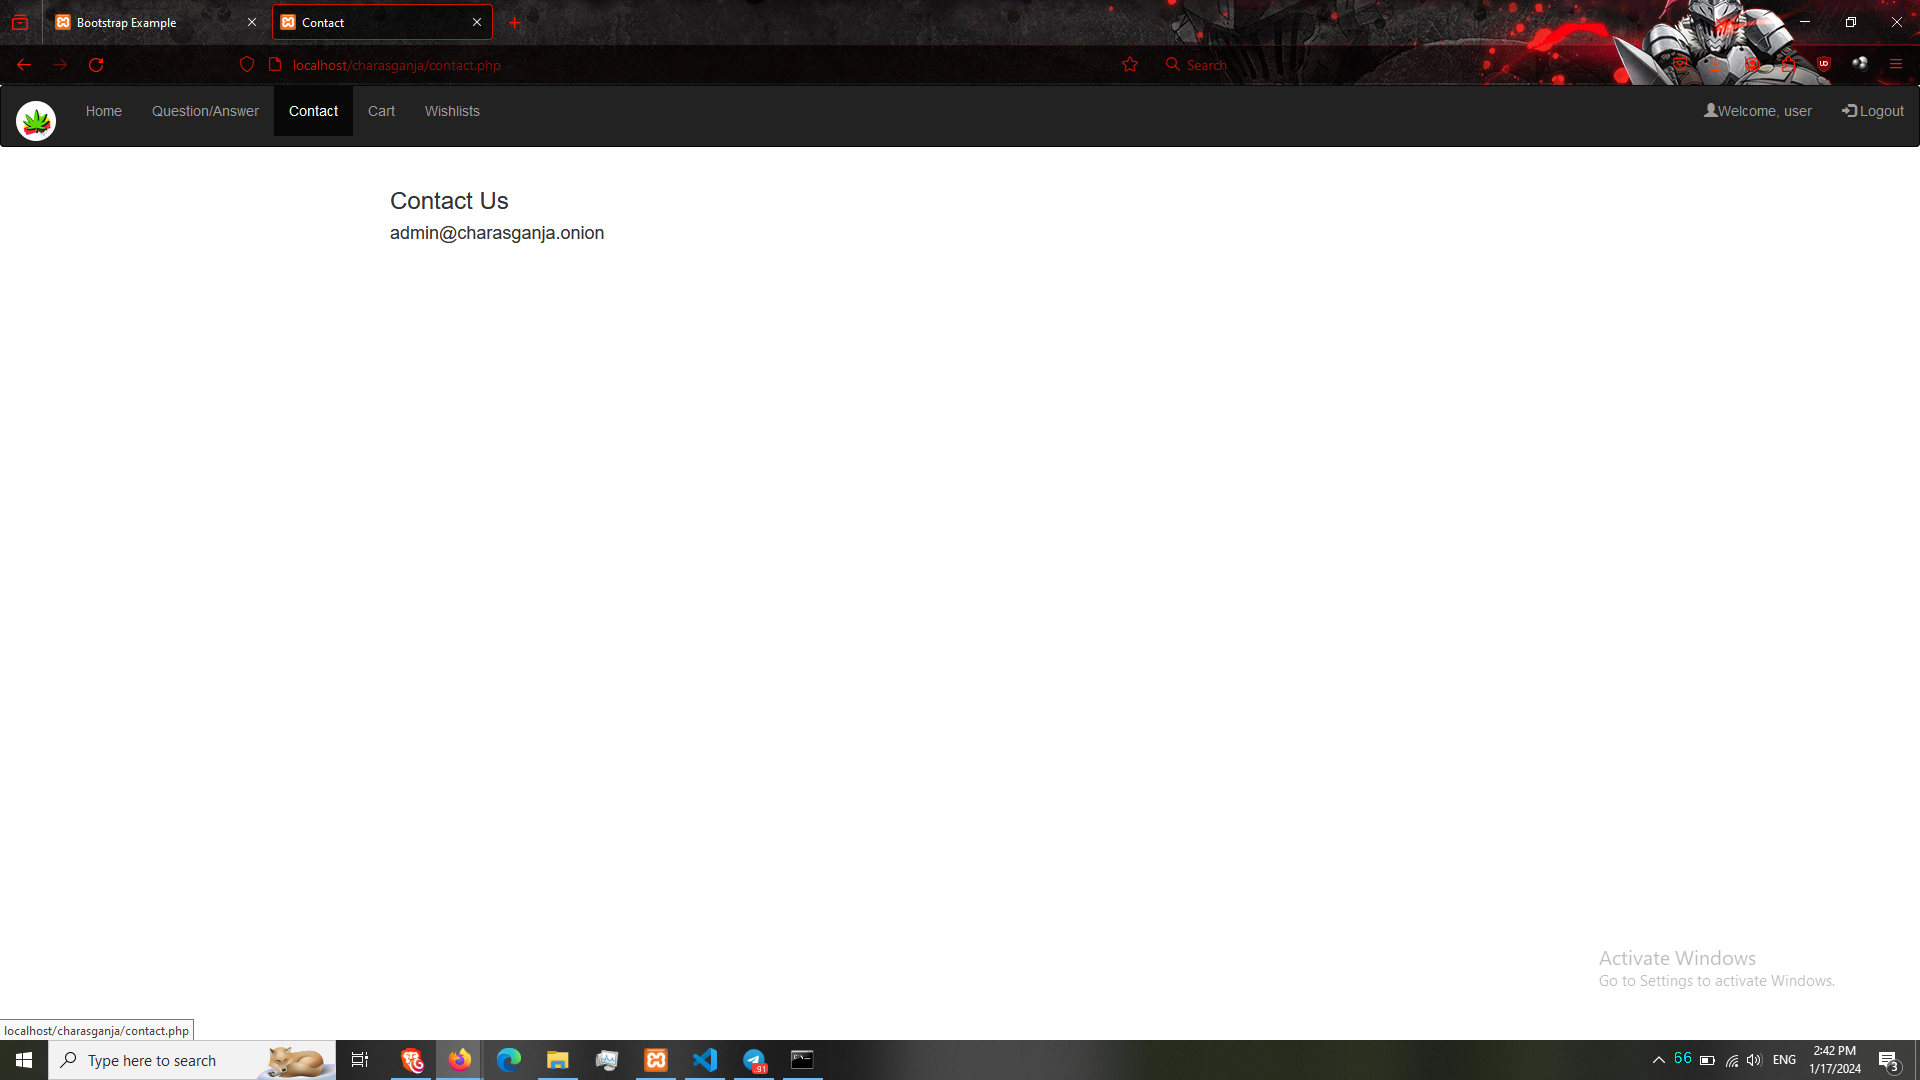 Bootstrap Example
Contact
localhost/charasganja/contact.php
Search
Home
Question/Answer
Contact
Cart
Wishlists
Welcome, user
Logout
Contact Us
admin@charasganja.onion
Activate Windows
Go to Settings to activate Windows.
localhost/charasganja/contact.php
Type here to search
91
66
ENG
2:42 PM
1/17/2024
3